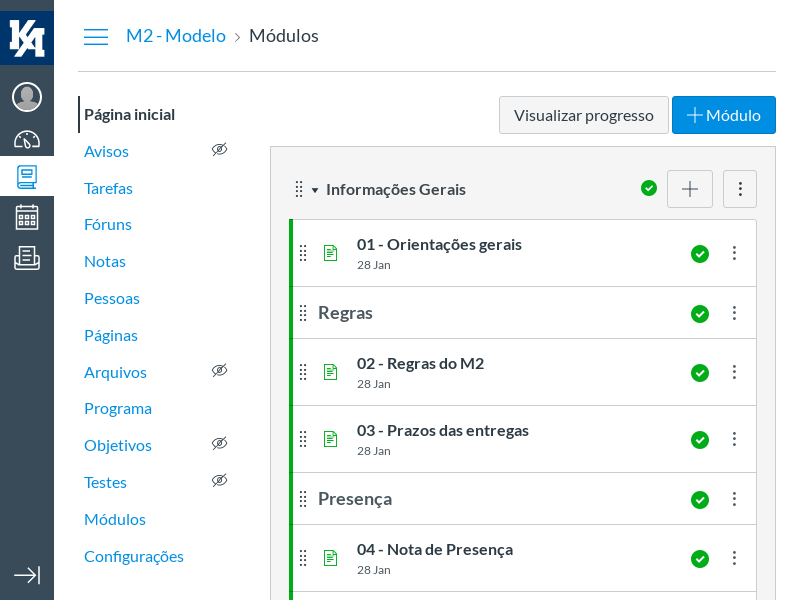 KA
M2 - Modelo > Módulos
Página inicial
Avisos
Tarefas
Fóruns
Notas
Pessoas
Páginas
Arquivos
Programa
Objetivos
Testes
Módulos
Configurações
Visualizar progresso
+ Módulo
Informações Gerais
01 - Orientações gerais
28 Jan
Regras
02 - Regras do M2
28 Jan
03 - Prazos das entregas
28 Jan
Presença
04 - Nota de Presença
28 Jan